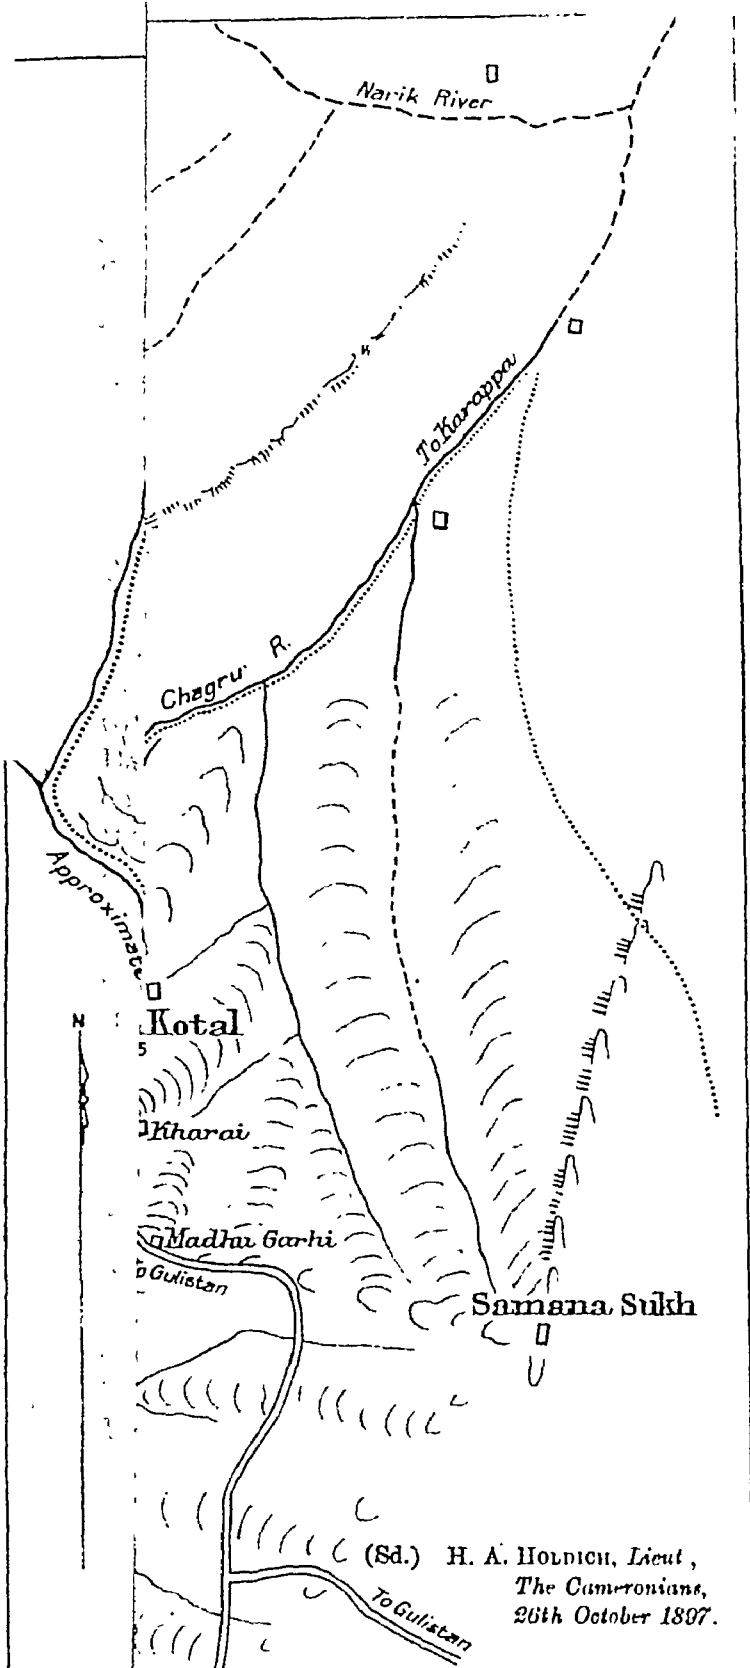 Narik River
To Karappa
Chagru R.
Approximate
N
Kotal
5
Kharai
Madhu Garhi
To Gulistan
Samana Sukh
(Sd.) H. A. HOLDICH, Lieut,
The Cameronians,
26th October 1897.
To Gulistan